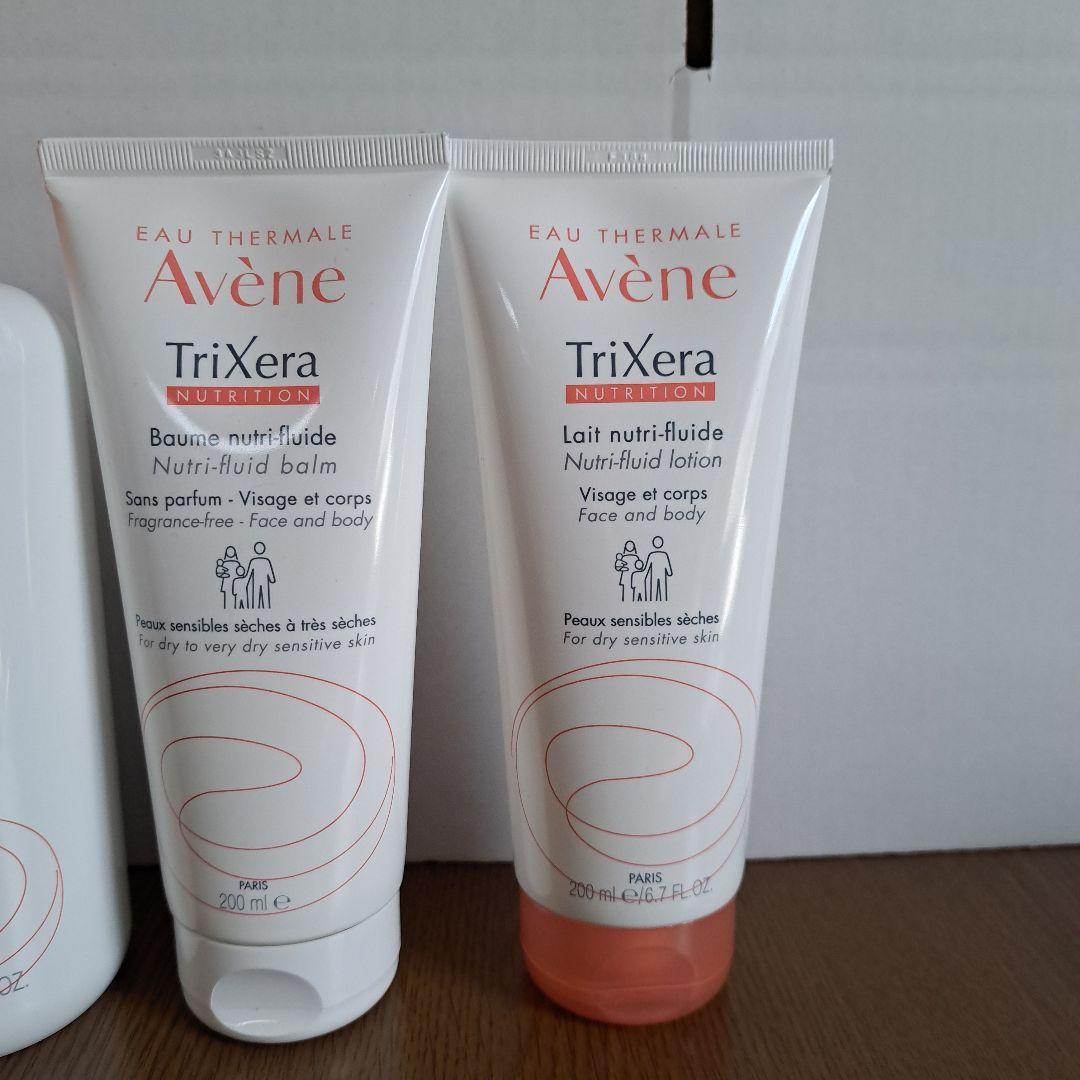 EAU THERMALE
Avène
TriXera
NUTRITION
Baume nutri-fluide
Nutri-fluid balm
Sans parfum - Visage et corps
Fragrance-free - Face and body
Peaux sensibles sèches à très sèches
For dry to very dry sensitive skin
PARIS
200 ml ℮
EAU THERMALE
Avène
TriXera
NUTRITION
Lait nutri-fluide
Nutri-fluid lotion
Visage et corps
Face and body
Peaux sensibles sèches
For dry sensitive skin
PARIS
200 ml ℮/6.7 FL.OZ.
OZ.